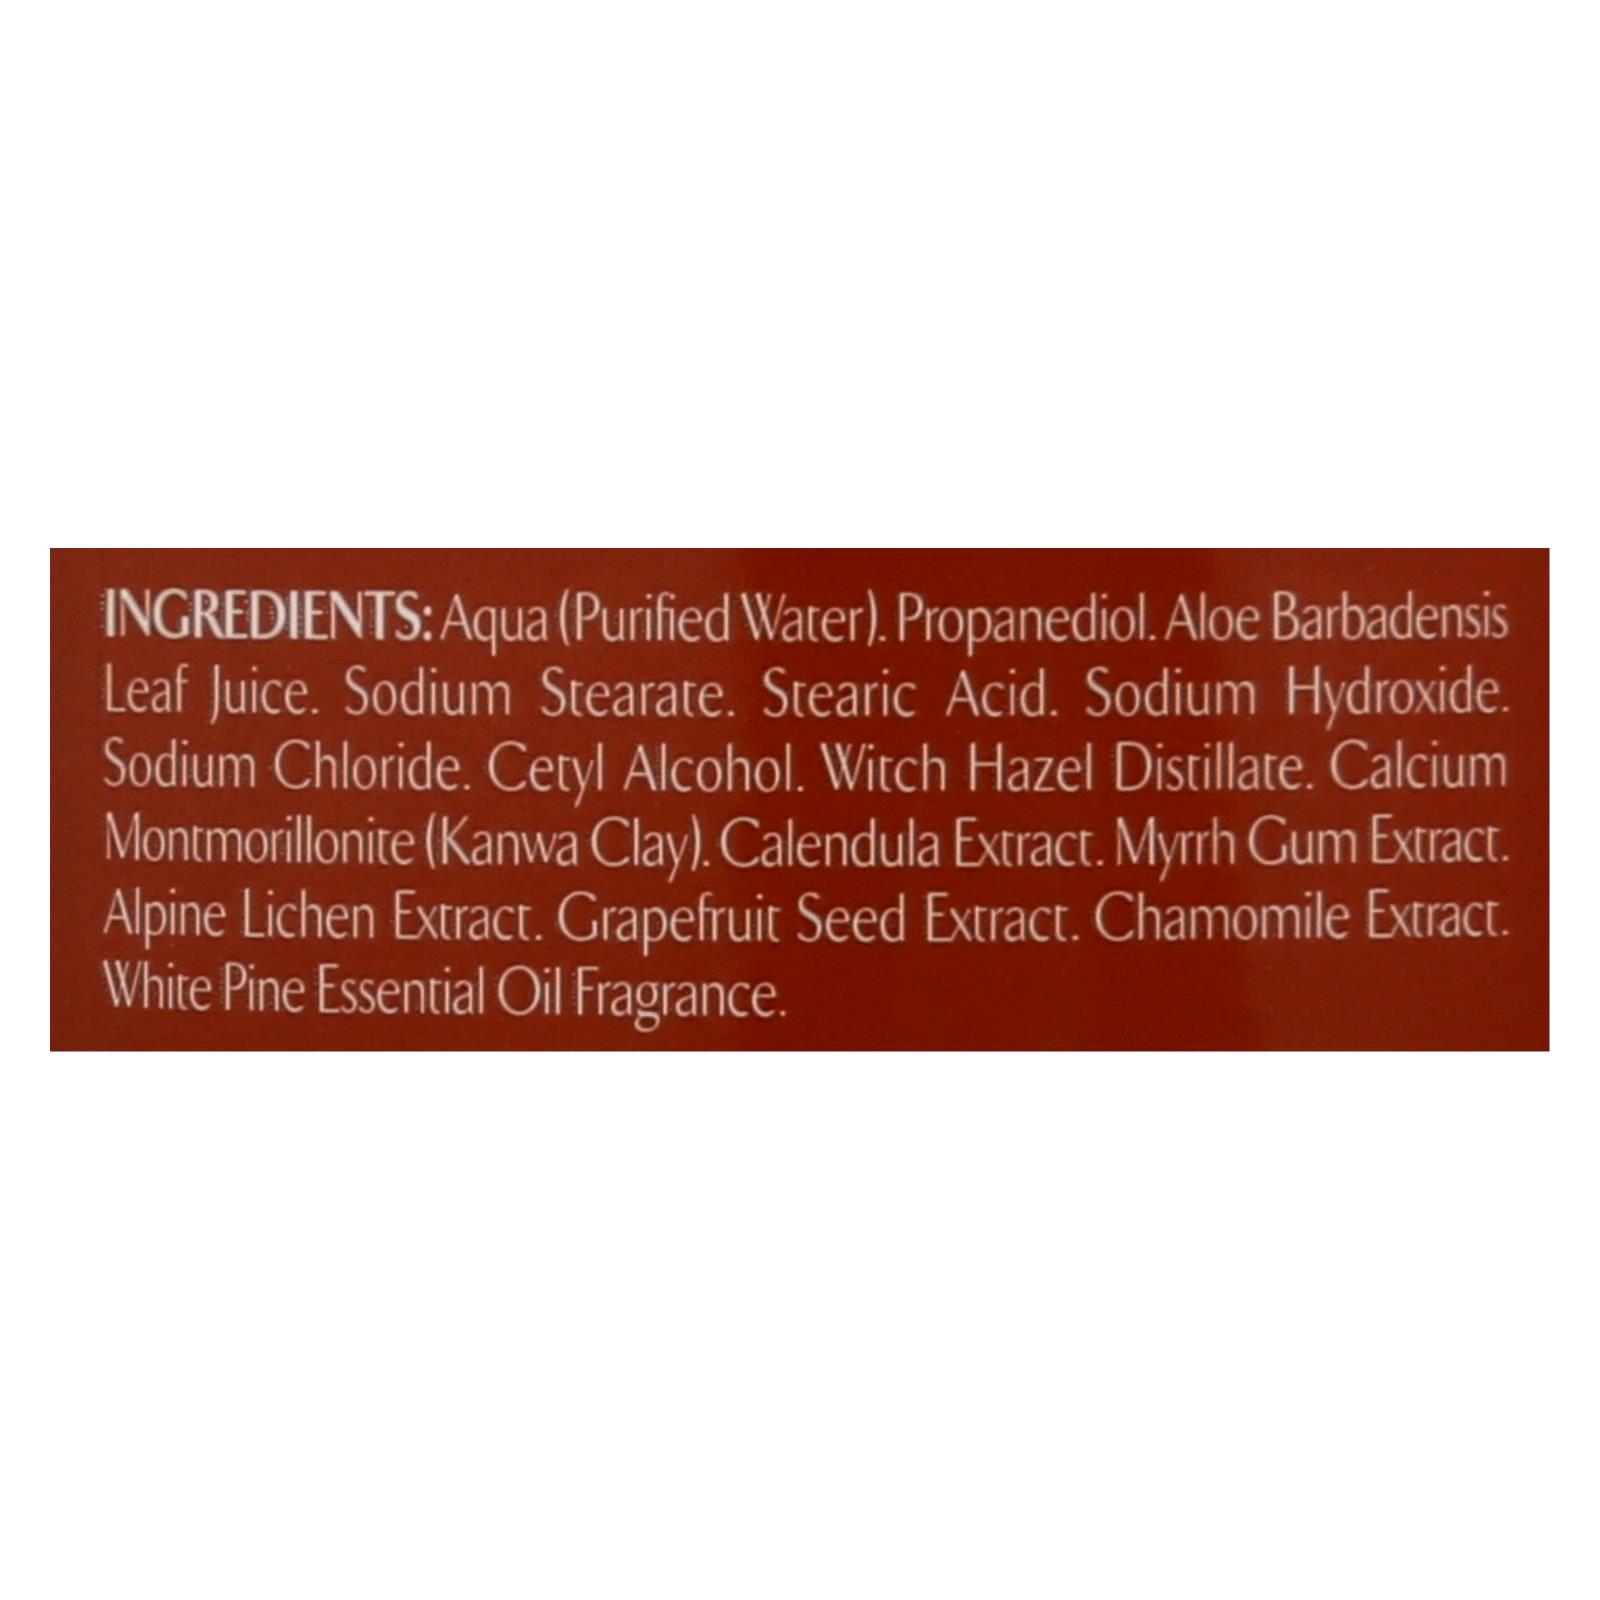 INGREDIENTS: Aqua (Purified Water). Propanediol. Aloe Barbadensis
Leaf Juice. Sodium Stearate. Stearic Acid. Sodium Hydroxide.
Sodium Chloride. Cetyl Alcohol. Witch Hazel Distillate. Calcium
Montmorillonite (Kanwa Clay). Calendula Extract. Myrrh Gum Extract.
Alpine Lichen Extract. Grapefruit Seed Extract. Chamomile Extract.
White Pine Essential Oil Fragrance.